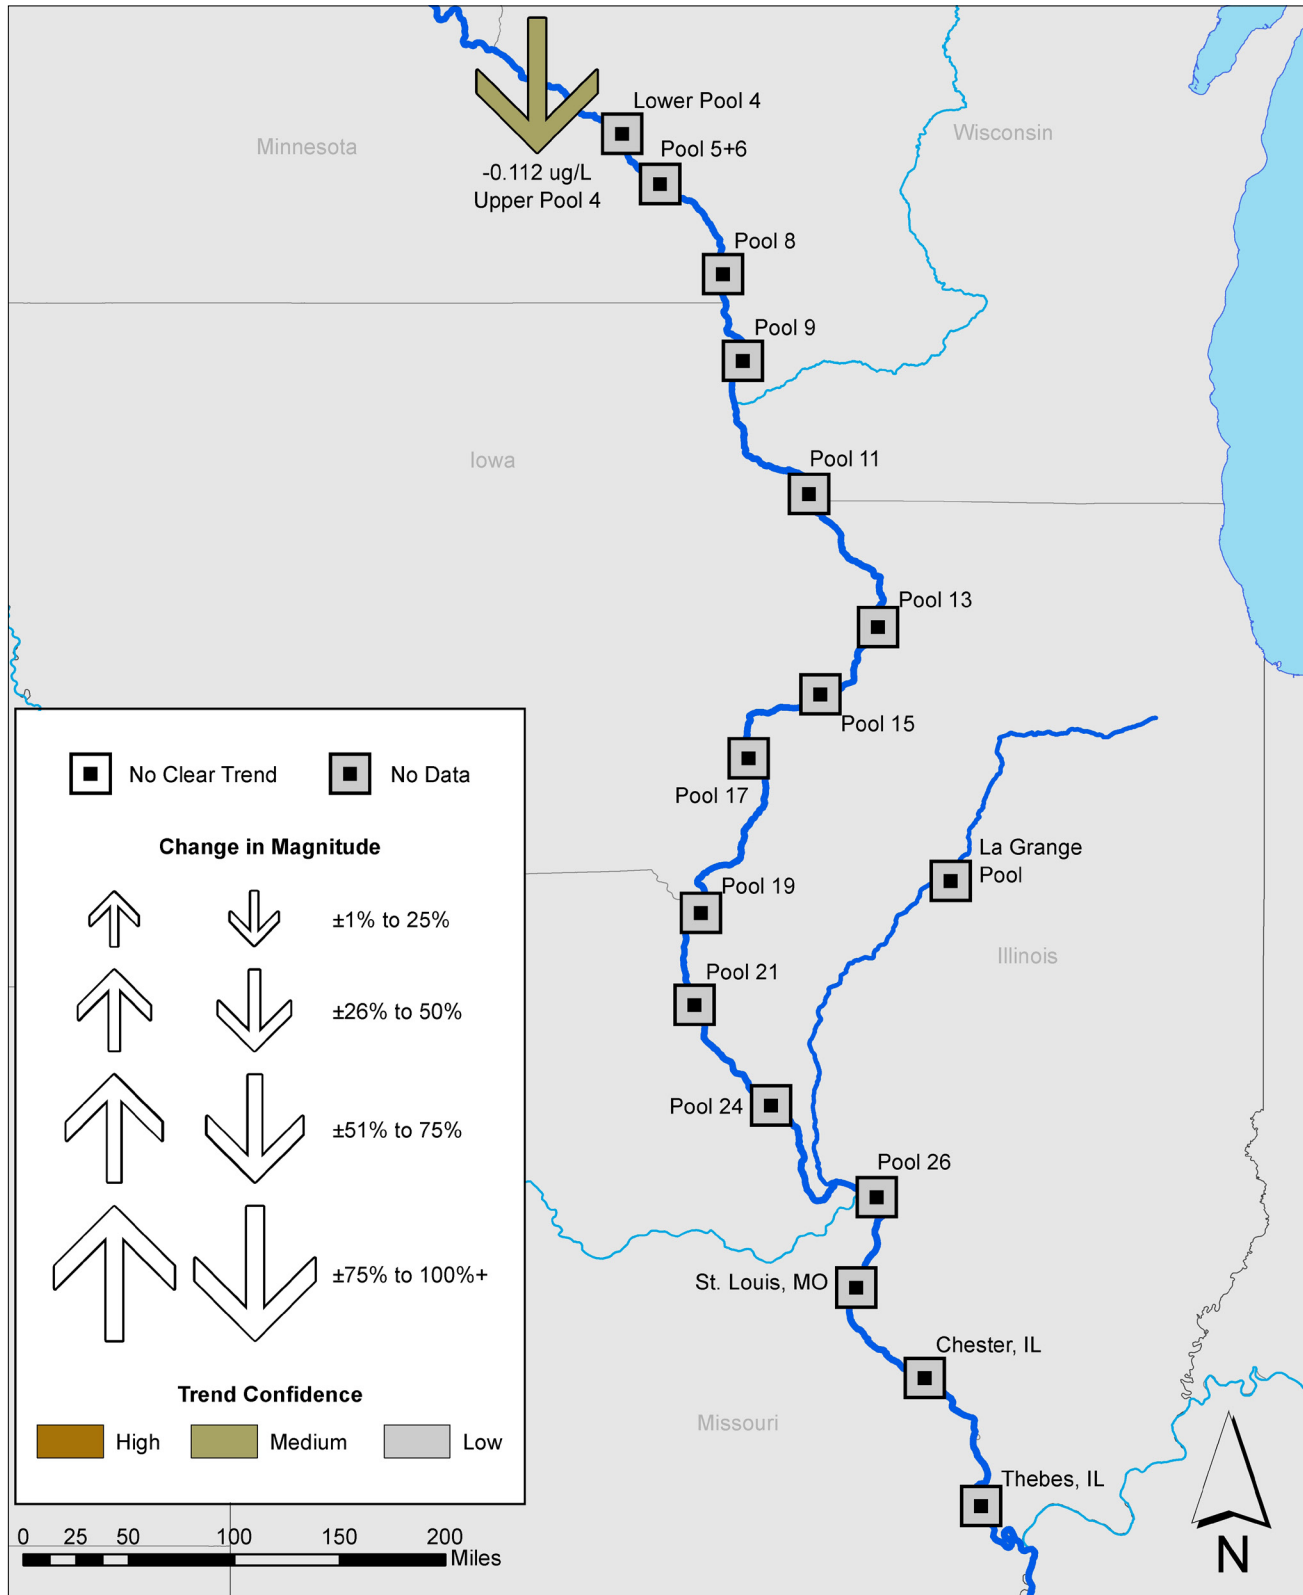 Lower Pool 4
Minnesota
Wisconsin
Pool 5+6
-0.112 ug/L
Upper Pool 4
Pool 8
Pool 9
Pool 11
Iowa
Pool 13
Pool 15
Pool 17
La Grange
Pool
Pool 19
Illinois
Pool 21
Pool 24
Pool 26
St. Louis, MO
Chester, IL
Missouri
Thebes, IL
No Clear Trend
No Data
Change in Magnitude
±1% to 25%
±26% to 50%
±51% to 75%
±75% to 100%+
Trend Confidence
High
Medium
Low
0 25 50 100 150 200
Miles
N